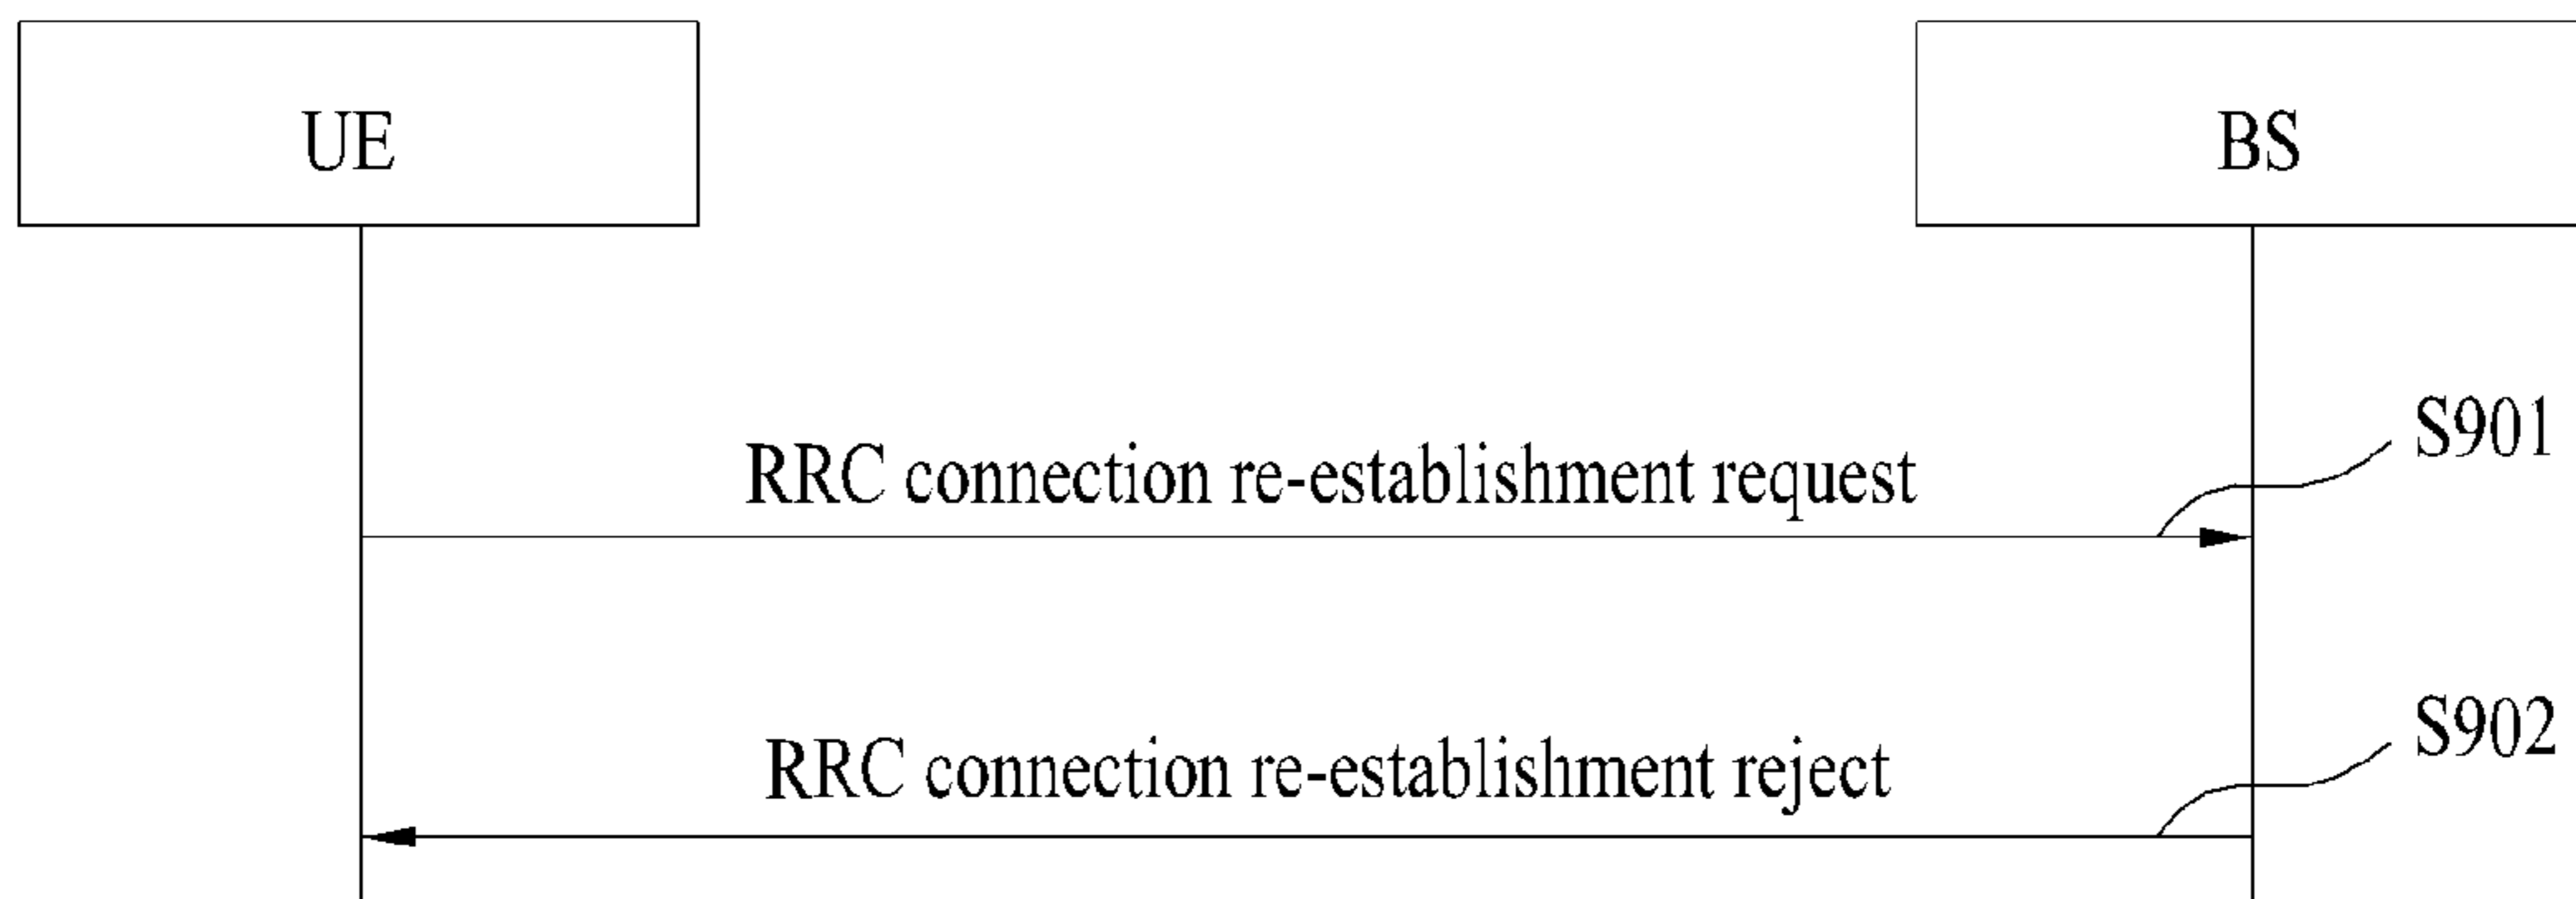 UE
BS
S901
RRC connection re-establishment request
S902
RRC connection re-establishment reject